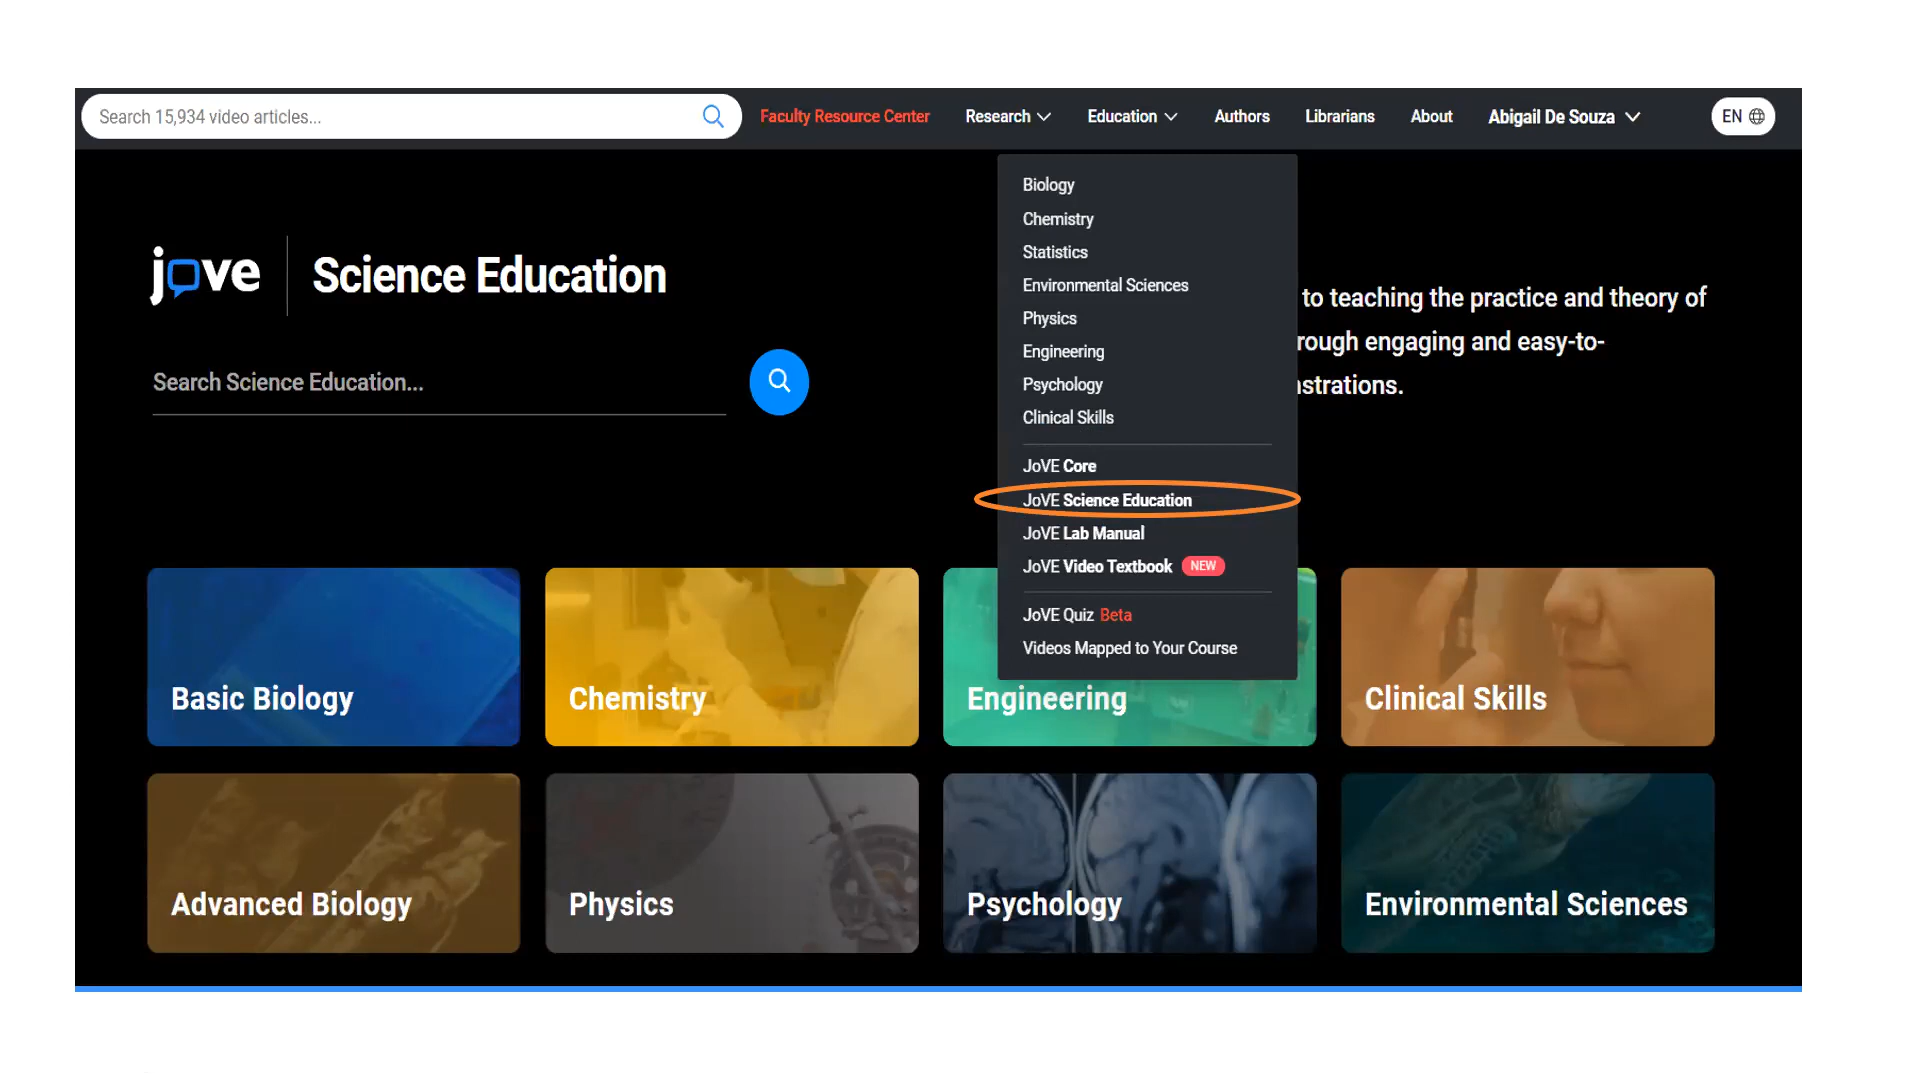 Search 15,934 video articles...
Faculty Resource Center
Research
Education
Authors
Librarians
About
Abigail De Souza
EN
Biology
Chemistry
Statistics
Environmental Sciences
Physics
Engineering
Psychology
Clinical Skills
JoVE Core
JoVE Science Education
JoVE Lab Manual
JoVE Video Textbook NEW
JoVE Quiz Beta
Videos Mapped to Your Course
jove
Science Education
Search Science Education...
to teaching the practice and theory of
engaging and easy-to-
Basic Biology
Chemistry
Engineering
Clinical Skills
Advanced Biology
Physics
Psychology
Environmental Sciences